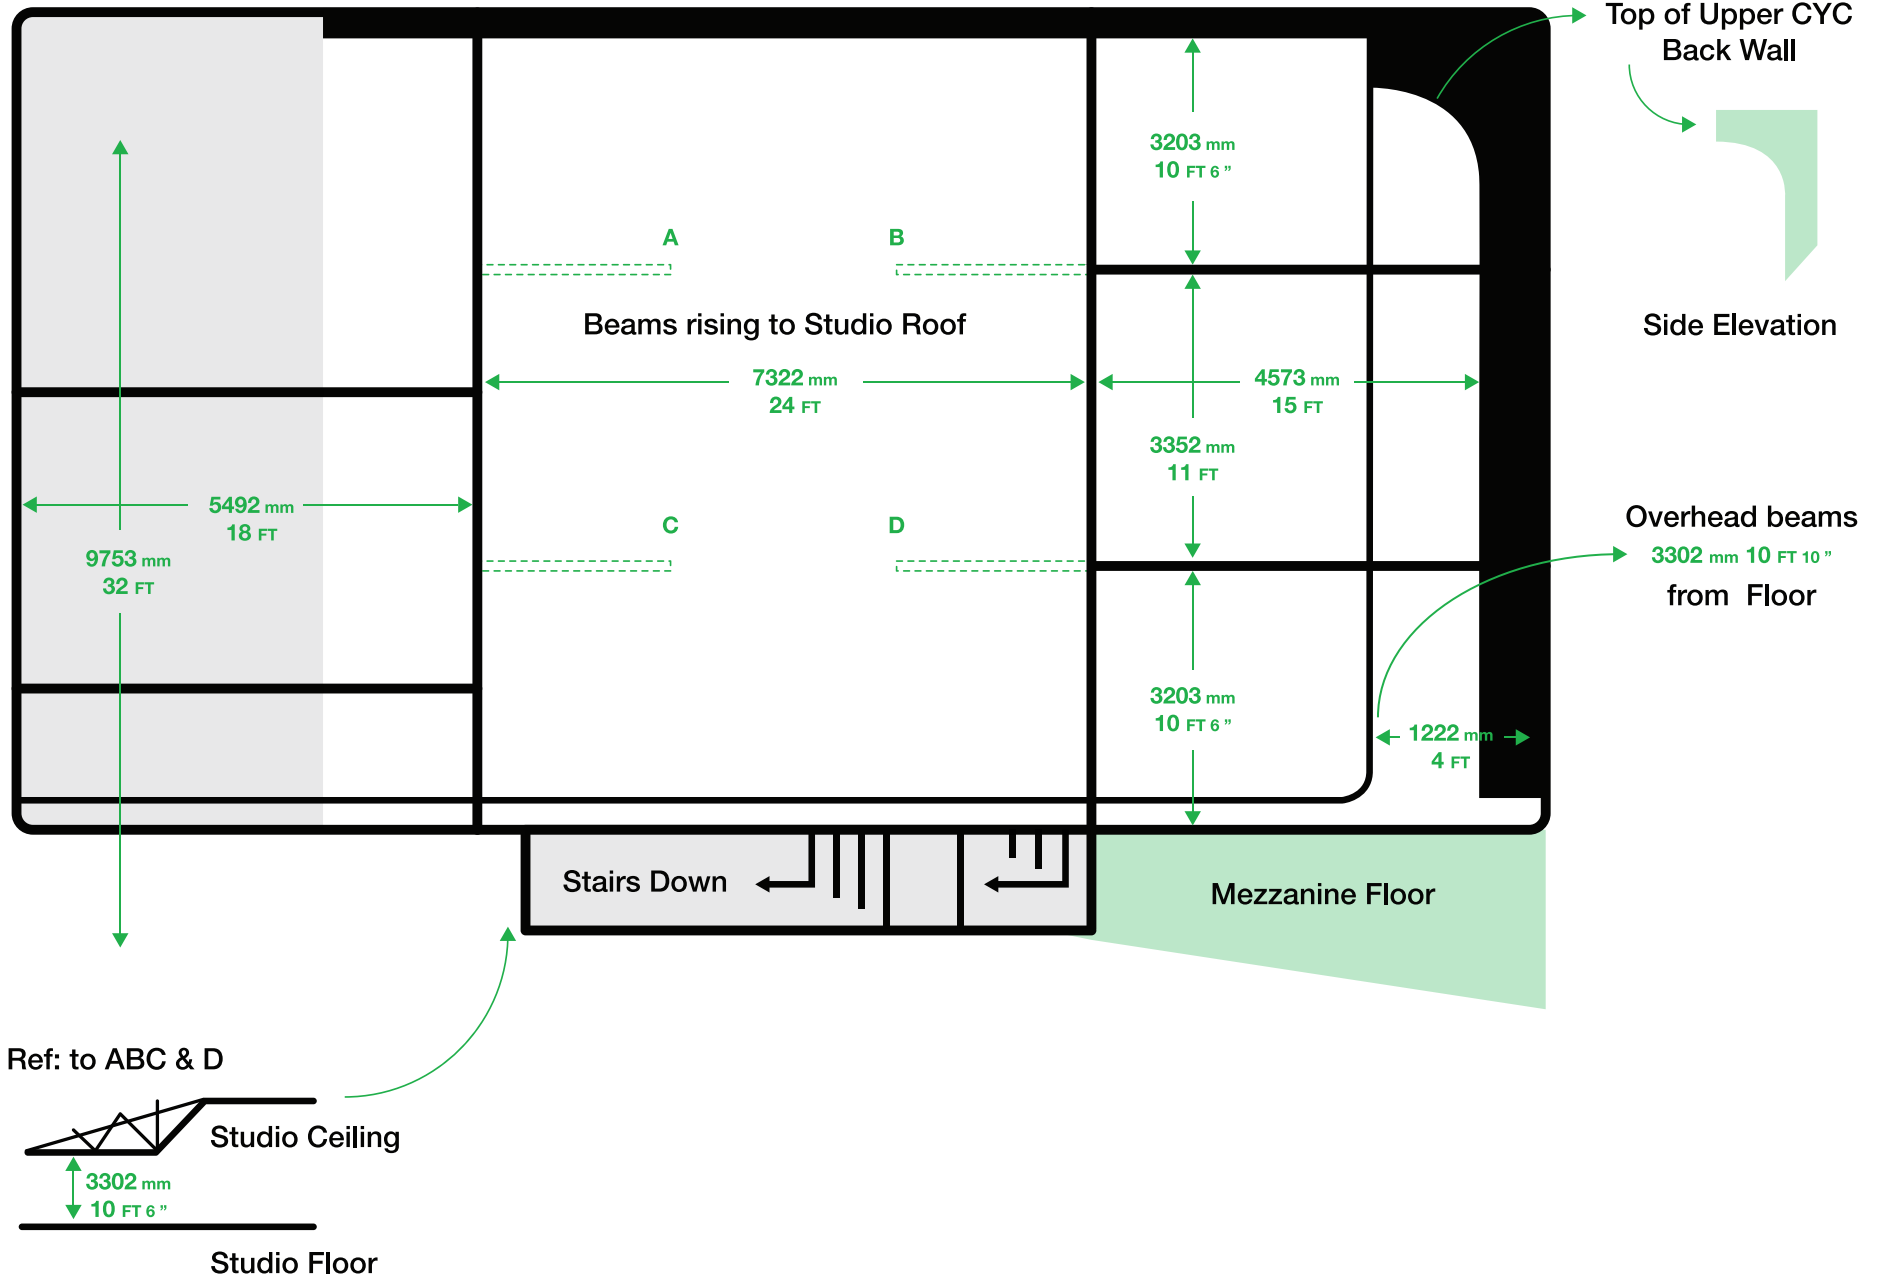 Top of Upper CYC
Back Wall
3203 mm
10 FT 6 ”
A
B
Beams rising to Studio Roof
Side Elevation
7322 mm
24 FT
4573 mm
15 FT
3352 mm
11 FT
5492 mm
18 FT
C
D
Overhead beams
3302 mm 10 FT 10 ”
from Floor
9753 mm
32 FT
3203 mm
10 FT 6 ”
1222 mm
4 FT
Stairs Down
Mezzanine Floor
Ref: to ABC & D
Studio Ceiling
3302 mm
10 FT 6 ”
Studio Floor